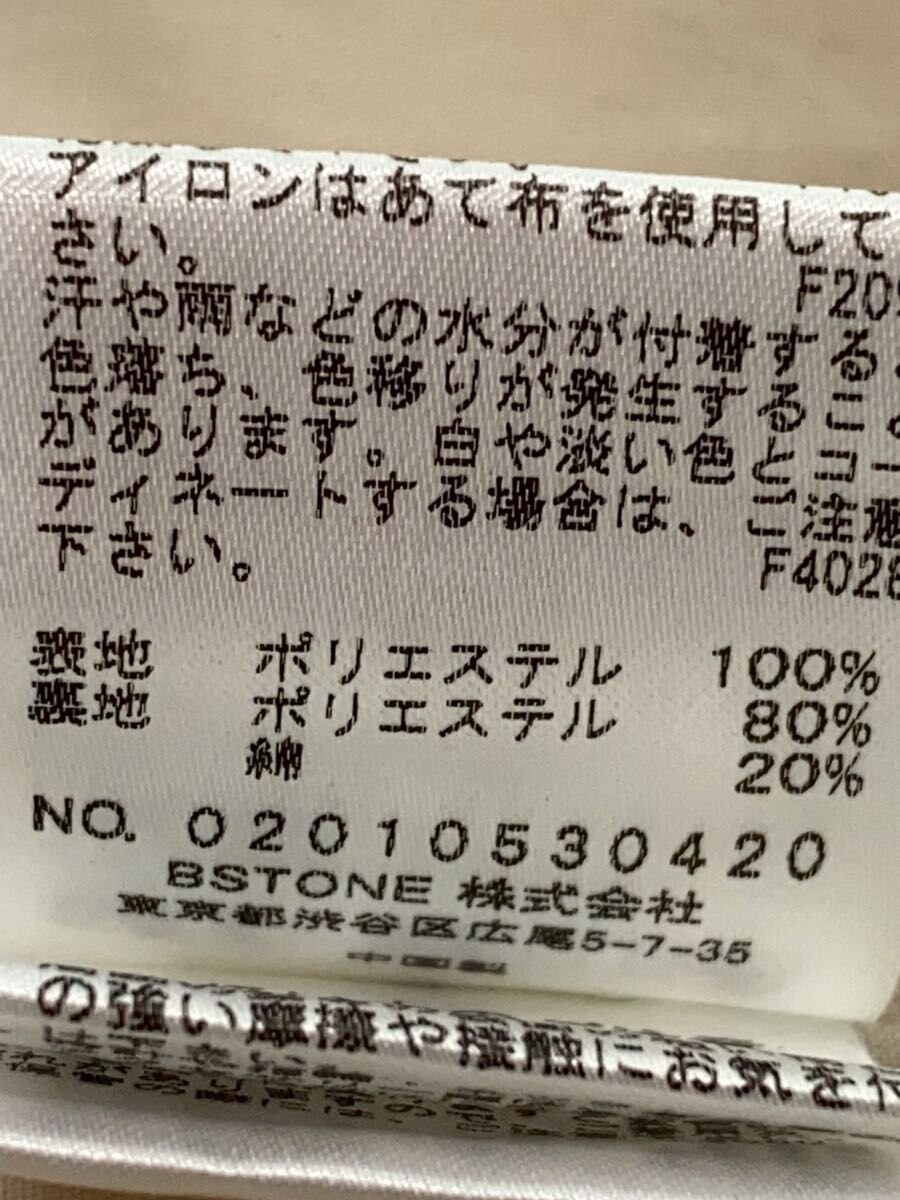 アイロンはあて布を使用して
さい。
F209
汗や雨などの水分が付着する
色落ち、色移りが発生するこ
があります。白や淡い色とコー
ディネートする場合は、ご注意
下さい。
F4028
表地 ポリエステル 100%
裏地 ポリエステル 80%
綿 20%
NO. 02010530420
BSTONE 株式会社
東京都渋谷区広尾5-7-35
中国製
の強い摩擦や接触にお気を付